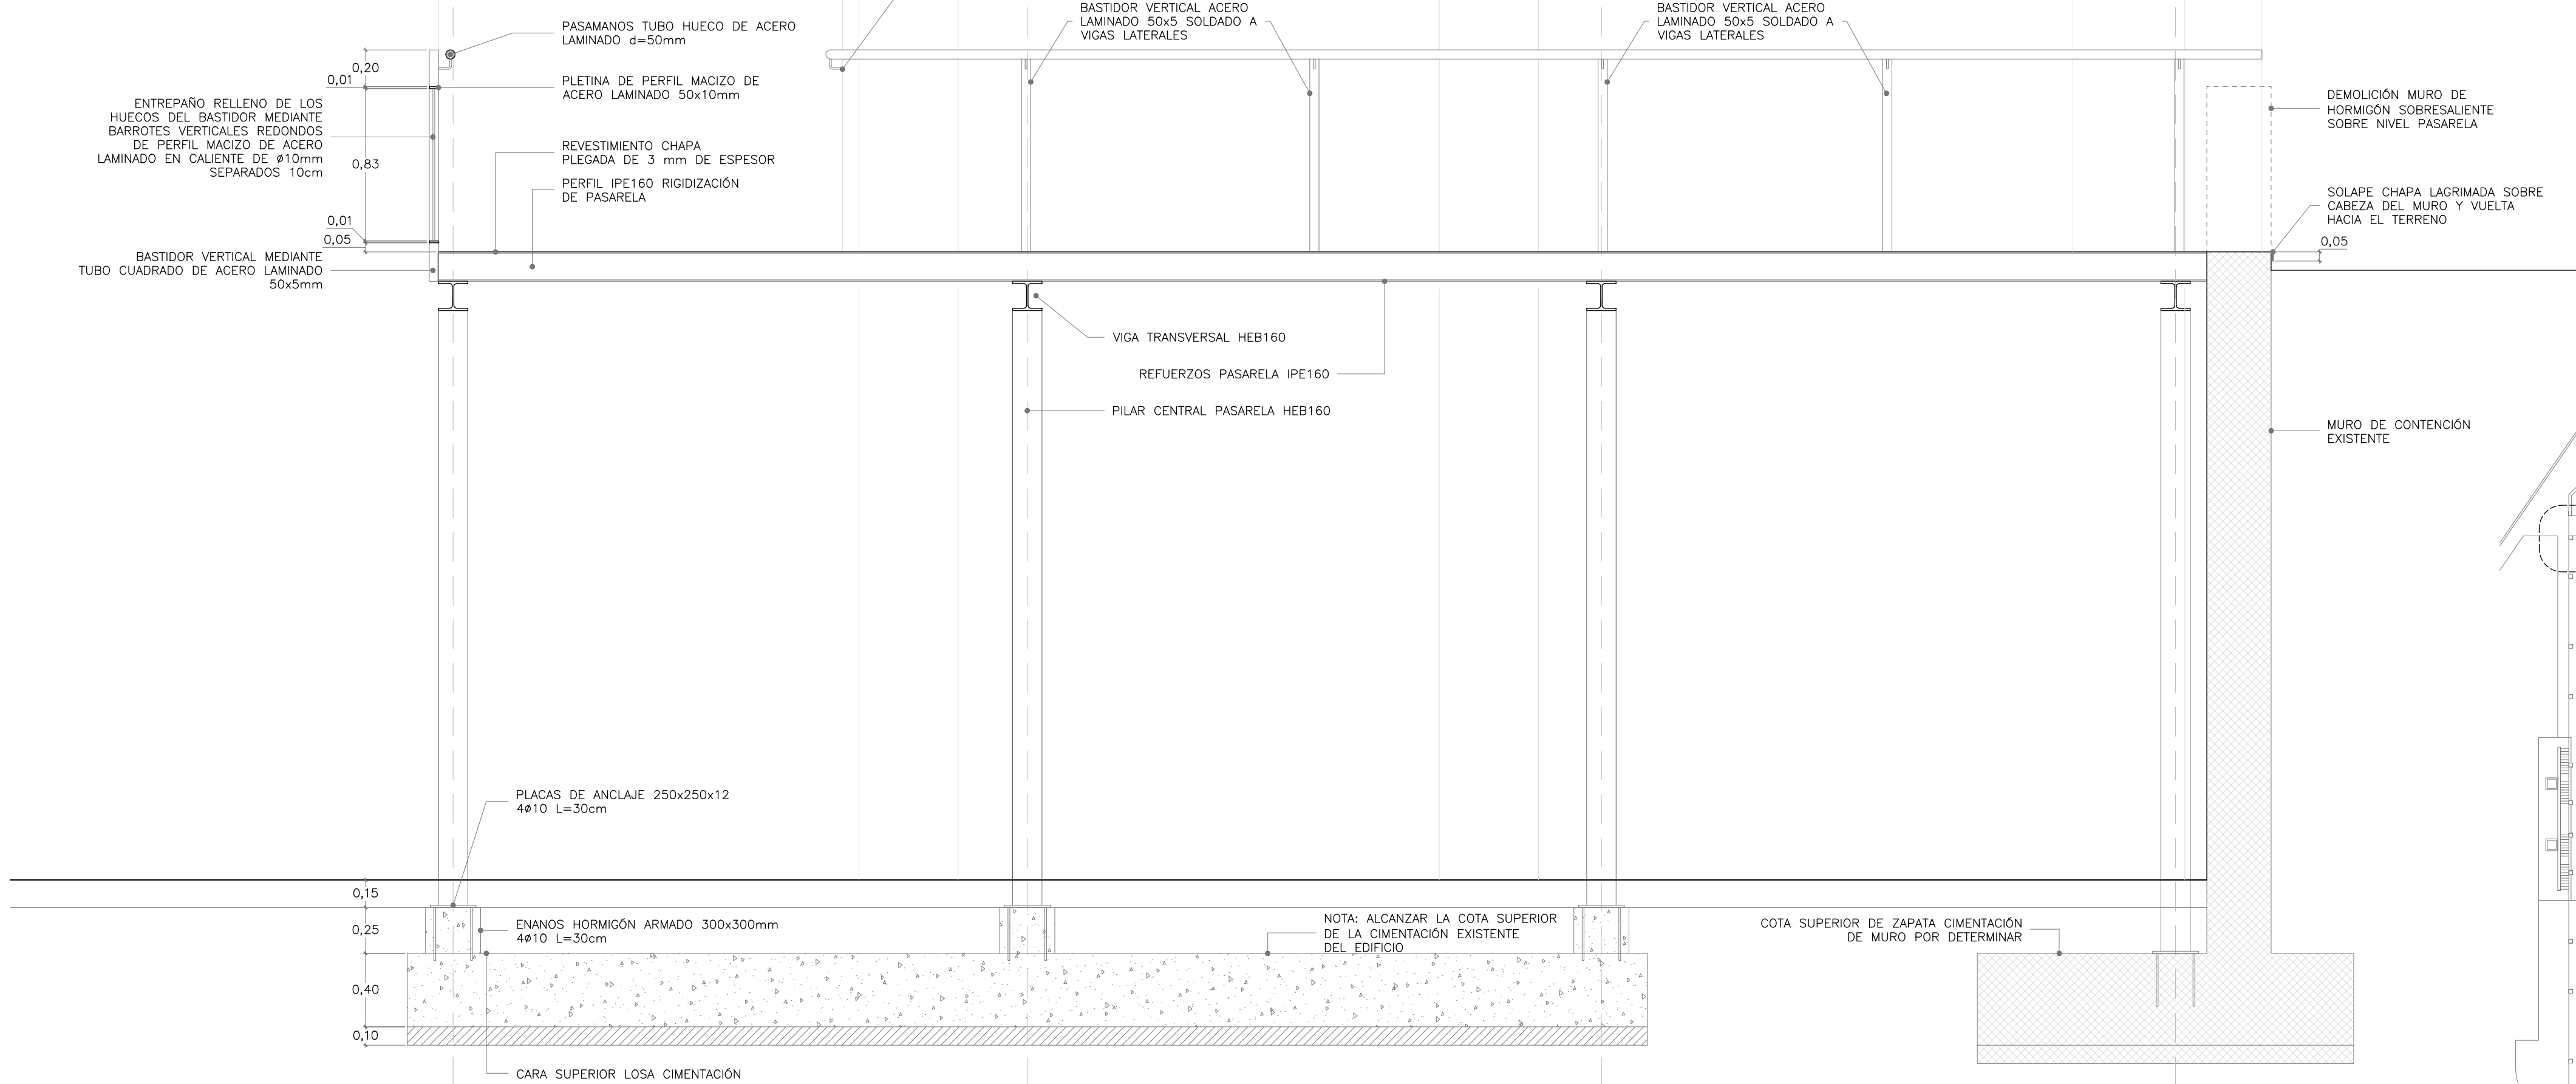 PASAMANOS TUBO HUECO DE ACERO
LAMINADO d=50mm
BASTIDOR VERTICAL ACERO
LAMINADO 50x5 SOLDADO A
VIGAS LATERALES
BASTIDOR VERTICAL ACERO
LAMINADO 50x5 SOLDADO A
VIGAS LATERALES
0,20
0,01
PLETINA DE PERFIL MACIZO DE
ACERO LAMINADO 50x10mm
ENTREPAÑO RELLENO DE LOS
HUECOS DEL BASTIDOR MEDIANTE
BARROTES VERTICALES REDONDOS
DE PERFIL MACIZO DE ACERO
LAMINADO EN CALIENTE DE ø10mm
SEPARADOS 10cm
0,83
DEMOLICIÓN MURO DE
HORMIGÓN SOBRESALIENTE
SOBRE NIVEL PASARELA
REVESTIMIENTO CHAPA
PLEGADA DE 3 mm DE ESPESOR
PERFIL IPE160 RIGIDIZACIÓN
DE PASARELA
SOLAPE CHAPA LAGRIMADA SOBRE
CABEZA DEL MURO Y VUELTA
HACIA EL TERRENO
0,01
0,05
0,05
BASTIDOR VERTICAL MEDIANTE
TUBO CUADRADO DE ACERO LAMINADO
50x5mm
VIGA TRANSVERSAL HEB160
REFUERZOS PASARELA IPE160
PILAR CENTRAL PASARELA HEB160
MURO DE CONTENCIÓN
EXISTENTE
PLACAS DE ANCLAJE 250x250x12
4ø10 L=30cm
0,15
0,25
ENANOS HORMIGÓN ARMADO 300x300mm
4ø10 L=30cm
NOTA: ALCANZAR LA COTA SUPERIOR
DE LA CIMENTACIÓN EXISTENTE
DEL EDIFICIO
COTA SUPERIOR DE ZAPATA CIMENTACIÓN
DE MURO POR DETERMINAR
0,40
0,10
CARA SUPERIOR LOSA CIMENTACIÓN